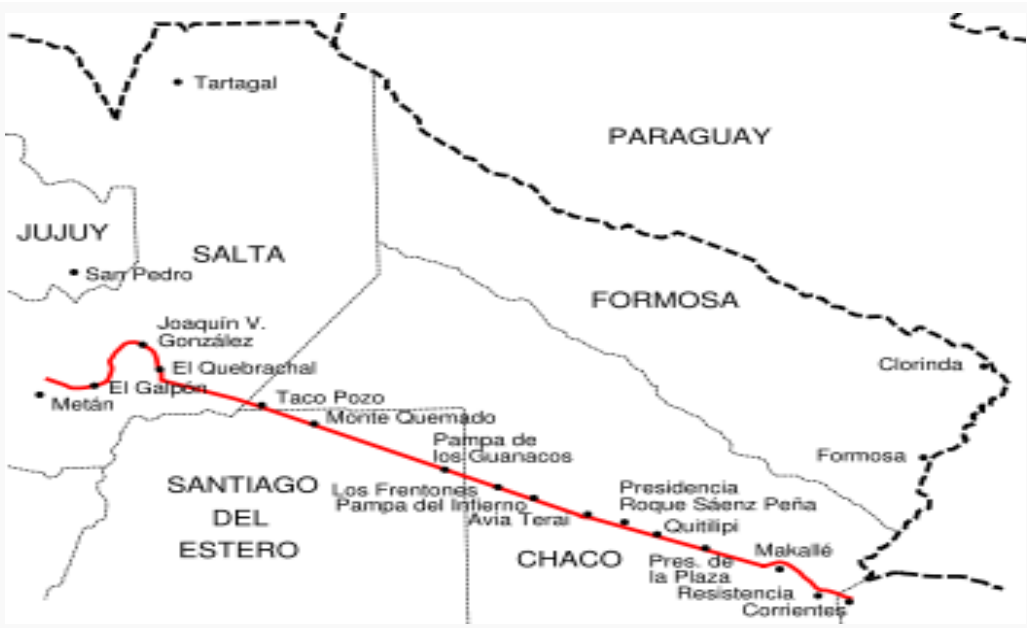 Tartagal
PARAGUAY
JUJUY
SALTA
San Pedro
FORMOSA
Joaquín V.
González
El Quebrachal
Clorinda
El Galpón
Metán
Taco Pozo
Monte Quemado
Pampa de
los Guanacos
Formosa
SANTIAGO
DEL
ESTERO
Los Frentones
Pampa del Infierno
Avia Terai
Presidencia
Roque Sáenz Peña
Quitilipi
CHACO
Makallé
Pres. de
la Plaza
Resistencia
Corrientes